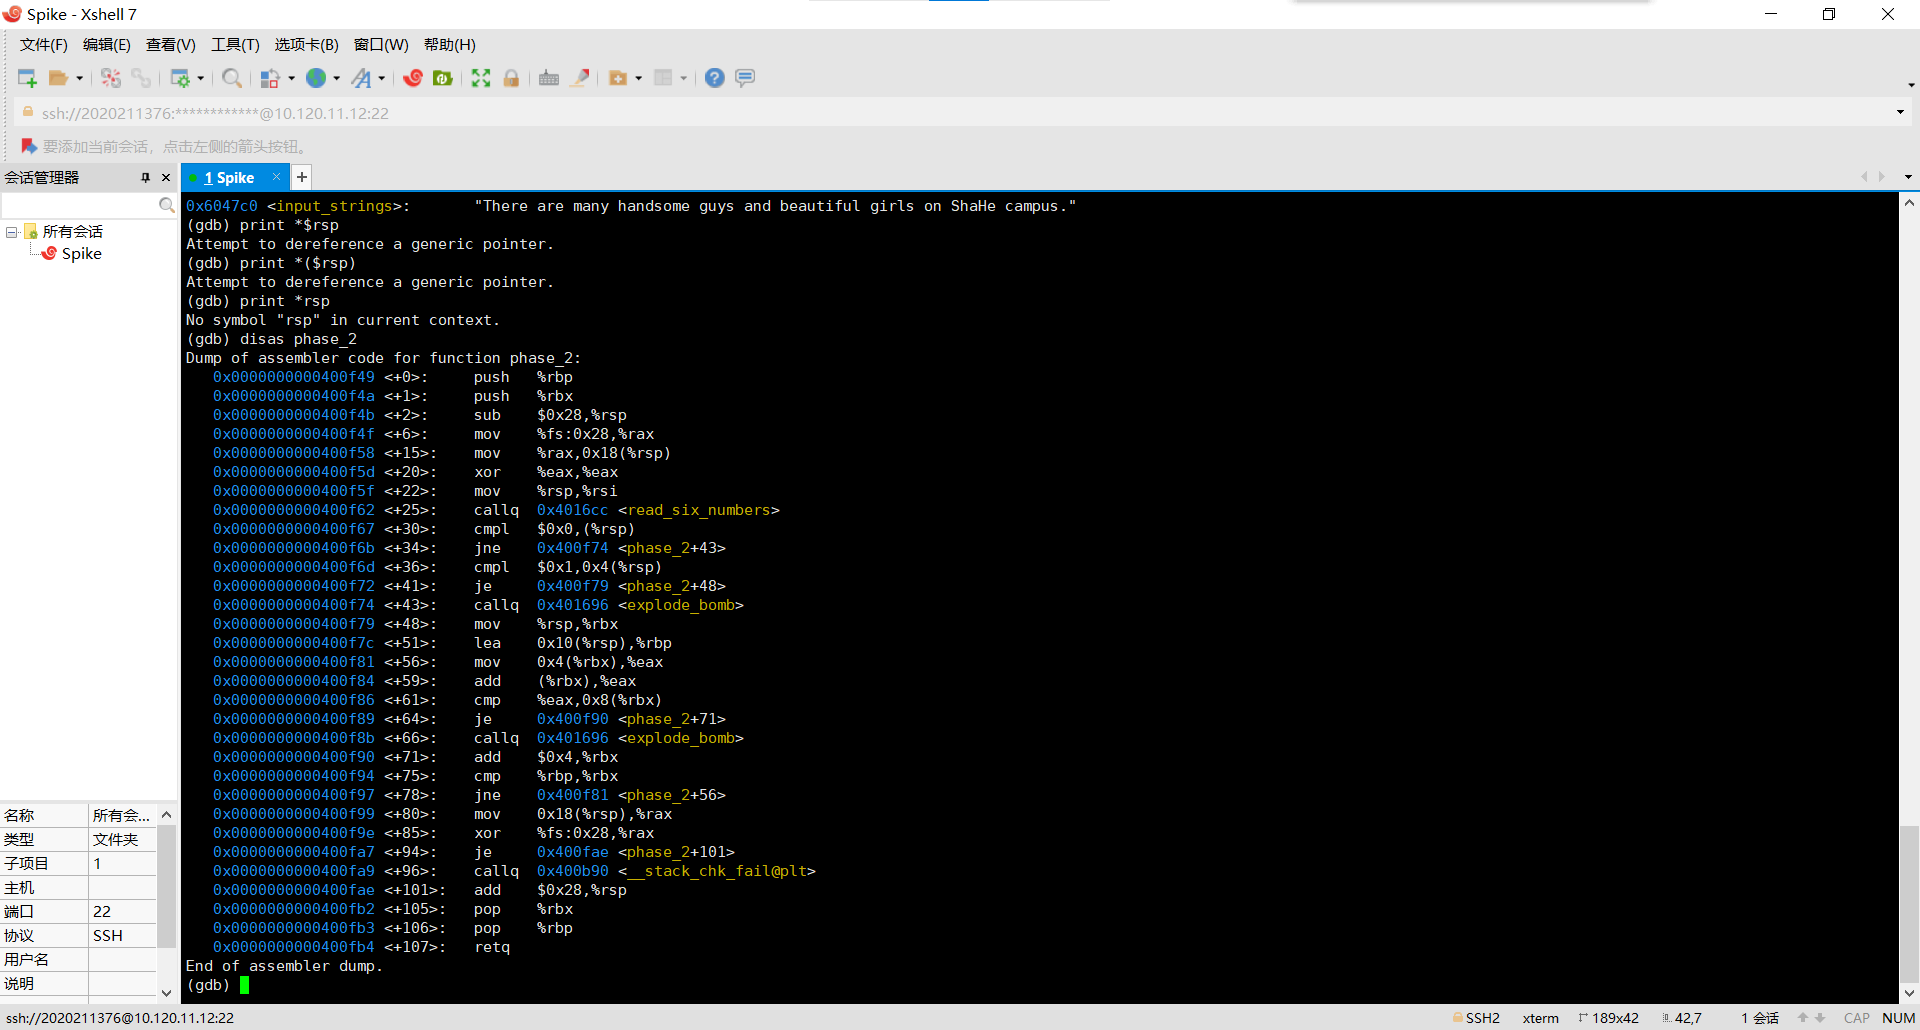 Spike - Xshell 7
文件(F) 编辑(E) 查看(V) 工具(T) 选项卡(B) 窗口(W) 帮助(H)
ssh://2020211376:************@10.120.11.12:22
要添加当前会话，点击左侧的箭头按钮。
会话管理器
1 Spike
所有会话
Spike
名称 所有会...
类型 文件夹
子项目 1
主机
端口 22
协议 SSH
用户名
说明
0x6047c0 <input_strings>: "There are many handsome guys and beautiful girls on ShaHe campus."
(gdb) print *$rsp
Attempt to dereference a generic pointer.
(gdb) print *($rsp)
Attempt to dereference a generic pointer.
(gdb) print *rsp
No symbol "rsp" in current context.
(gdb) disas phase_2
Dump of assembler code for function phase_2:
0x0000000000400f49 <+0>: push %rbp
0x0000000000400f4a <+1>: push %rbx
0x0000000000400f4b <+2>: sub $0x28,%rsp
0x0000000000400f4f <+6>: mov %fs:0x28,%rax
0x0000000000400f58 <+15>: mov %rax,0x18(%rsp)
0x0000000000400f5d <+20>: xor %eax,%eax
0x0000000000400f5f <+22>: mov %rsp,%rsi
0x0000000000400f62 <+25>: callq 0x4016cc <read_six_numbers>
0x0000000000400f67 <+30>: cmpl $0x0,(%rsp)
0x0000000000400f6b <+34>: jne 0x400f74 <phase_2+43>
0x0000000000400f6d <+36>: cmpl $0x1,0x4(%rsp)
0x0000000000400f72 <+41>: je 0x400f79 <phase_2+48>
0x0000000000400f74 <+43>: callq 0x401696 <explode_bomb>
0x0000000000400f79 <+48>: mov %rsp,%rbx
0x0000000000400f7c <+51>: lea 0x10(%rsp),%rbp
0x0000000000400f81 <+56>: mov 0x4(%rbx),%eax
0x0000000000400f84 <+59>: add (%rbx),%eax
0x0000000000400f86 <+61>: cmp %eax,0x8(%rbx)
0x0000000000400f89 <+64>: je 0x400f90 <phase_2+71>
0x0000000000400f8b <+66>: callq 0x401696 <explode_bomb>
0x0000000000400f90 <+71>: add $0x4,%rbx
0x0000000000400f94 <+75>: cmp %rbp,%rbx
0x0000000000400f97 <+78>: jne 0x400f81 <phase_2+56>
0x0000000000400f99 <+80>: mov 0x18(%rsp),%rax
0x0000000000400f9e <+85>: xor %fs:0x28,%rax
0x0000000000400fa7 <+94>: je 0x400fae <phase_2+101>
0x0000000000400fa9 <+96>: callq 0x400b90 <__stack_chk_fail@plt>
0x0000000000400fae <+101>: add $0x28,%rsp
0x0000000000400fb2 <+105>: pop %rbx
0x0000000000400fb3 <+106>: pop %rbp
0x0000000000400fb4 <+107>: retq
End of assembler dump.
(gdb)
ssh://2020211376@10.120.11.12:22 SSH2 xterm 189x42 42,7 1 会话 CAP NUM